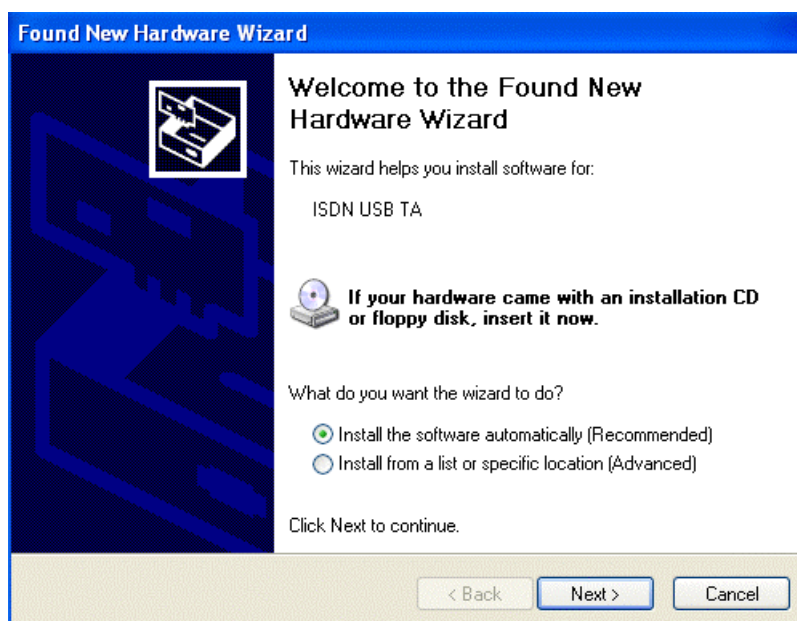 Found New Hardware Wizard
Welcome to the Found New
Hardware Wizard
This wizard helps you install software for:
ISDN USB TA
If your hardware came with an installation CD
or floppy disk, insert it now.
What do you want the wizard to do?
Install the software automatically (Recommended)
Install from a list or specific location (Advanced)
Click Next to continue.
< Back Next > Cancel